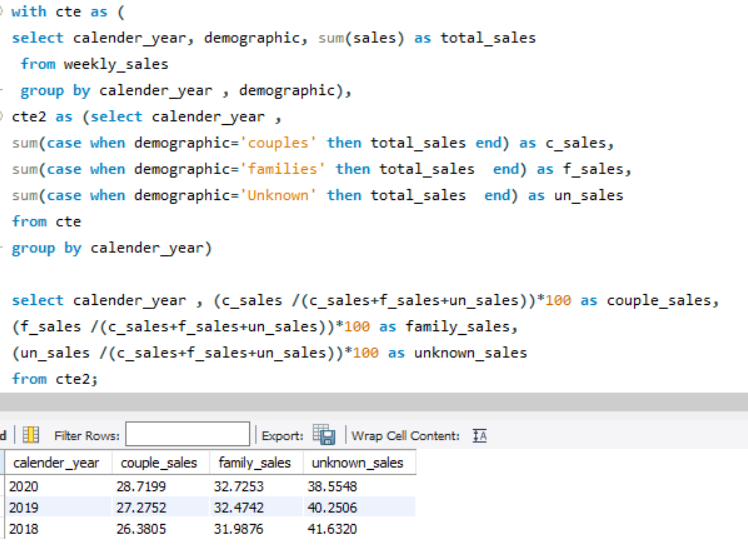 with cte as (
select calender_year, demographic, sum(sales) as total_sales
from weekly_sales
group by calender_year , demographic),
cte2 as (select calender_year ,
sum(case when demographic='couples' then total_sales end) as c_sales,
sum(case when demographic='families' then total_sales  end) as f_sales,
sum(case when demographic='Unknown' then total_sales  end) as un_sales
from cte
group by calender_year)
select calender_year , (c_sales /(c_sales+f_sales+un_sales))*100 as couple_sales,
(f_sales /(c_sales+f_sales+un_sales))*100 as family_sales,
(un_sales /(c_sales+f_sales+un_sales))*100 as unknown_sales
from cte2;
d Filter Rows: Export: Wrap Cell Content: IA
calender_year couple_sales family_sales unknown_sales
2020 28.7199 32.7253 38.5548
2019 27.2752 32.4742 40.2506
2018 26.3805 31.9876 41.6320